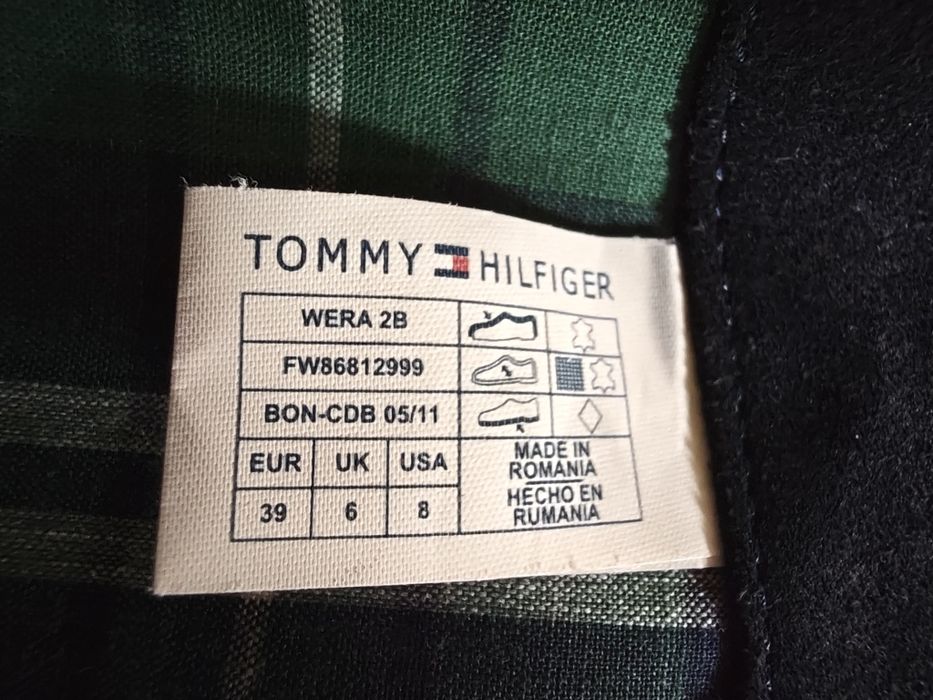 TOMMY HILFIGER
WERA 2B
FW86812999
BON-CDB 05/11
EUR UK USA
39 6 8
MADE IN
ROMANIA
HECHO EN
RUMANIA